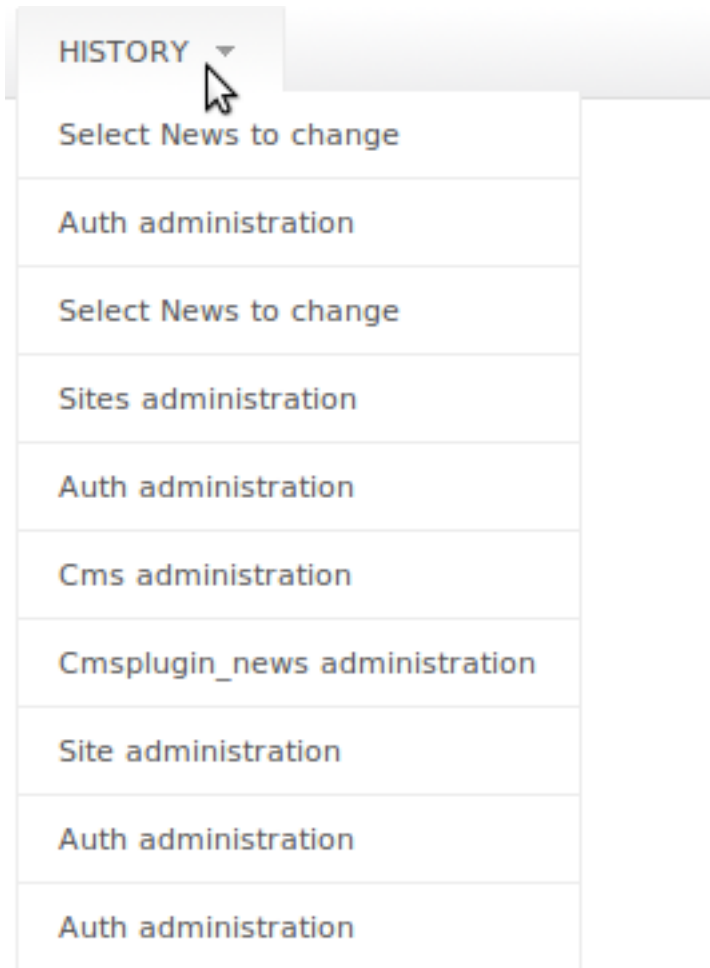 HISTORY
Select News to change
Auth administration
Select News to change
Sites administration
Auth administration
Cms administration
Cmsplugin_news administration
Site administration
Auth administration
Auth administration